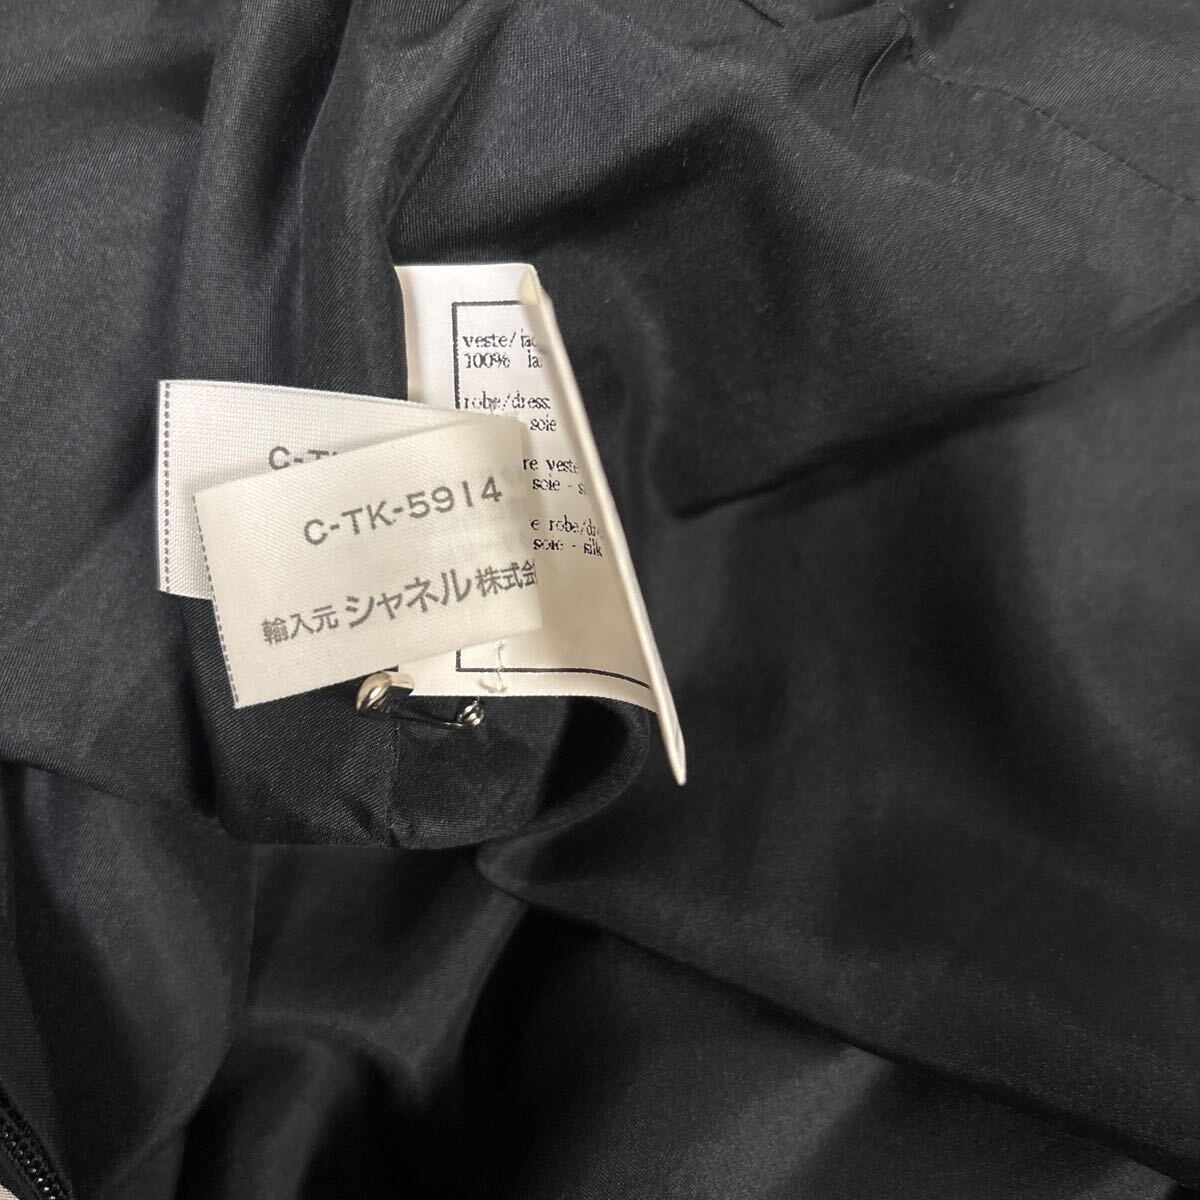 veste/
100%
robe/dress:
soie
veste
soie -
robe/
soie - silk
C-T
C-TK-5914
輸入元 シャネル株式会